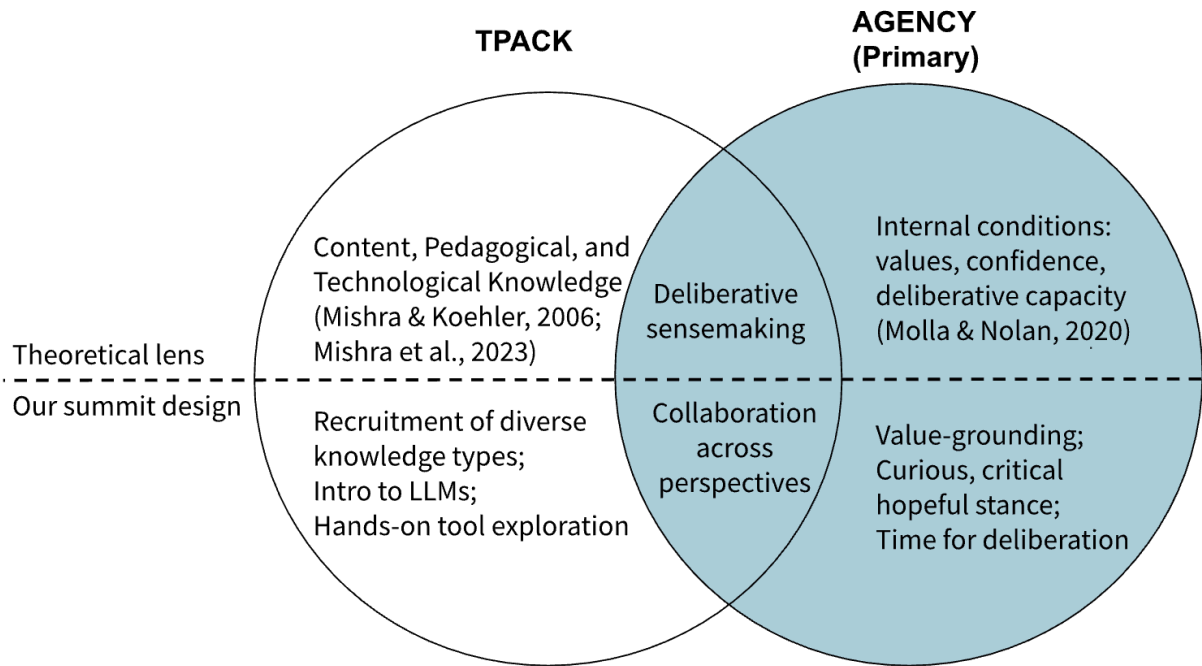 TPACK
AGENCY
(Primary)
Content, Pedagogical, and
Technological Knowledge
(Mishra & Koehler, 2006;
Mishra et al., 2023)
Deliberative
sensemaking
Internal conditions:
values, confidence,
deliberative capacity
(Molla & Nolan, 2020)
Theoretical lens
Our summit design
Recruitment of diverse
knowledge types;
Intro to LLMs;
Hands-on tool exploration
Collaboration
across
perspectives
Value-grounding;
Curious, critical
hopeful stance;
Time for deliberation